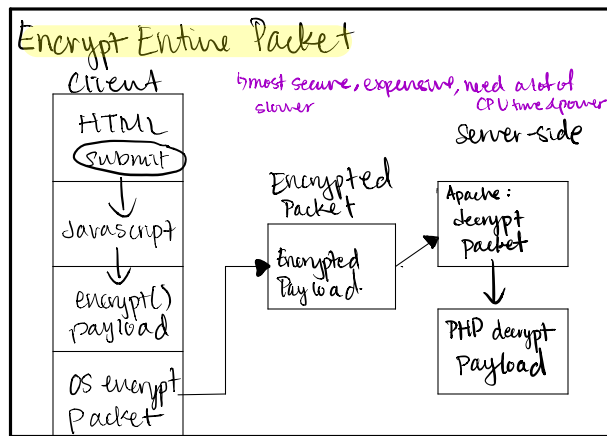 Encrypt Entire Packet
↳most secure, expensive, need a lot of
slower
CPU time & power
Client
HTML
submit
Javascript
encrypt()
payload
OS encrypt
packet
Encrypted
Packet
Encrypted
Payload.
Server-side
Apache:
decrypt
packet
PHP decrypt
payload